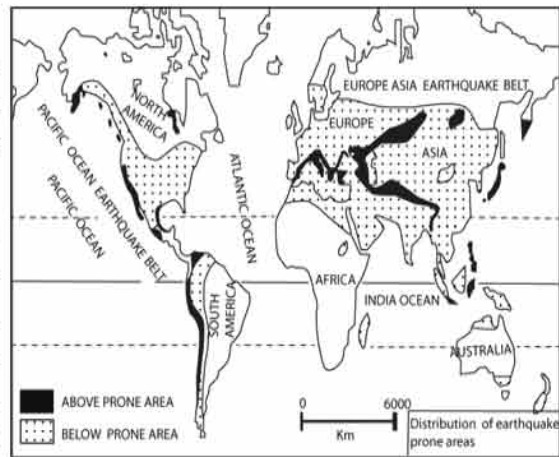 EUROPE ASIA EARTHQUAKE BELT
NORTH
AMERICA
EUROPE
ASIA
PACIFIC OCEAN EARTHQUAKE BELT
PACIFIC OCEAN
ATLANTIC OCEAN
AFRICA
INDIA OCEAN
SOUTH
AMERICA
AUSTRALIA
ABOVE PRONE AREA
BELOW PRONE AREA
0 6000
Km
Distribution of earthquake
prone areas